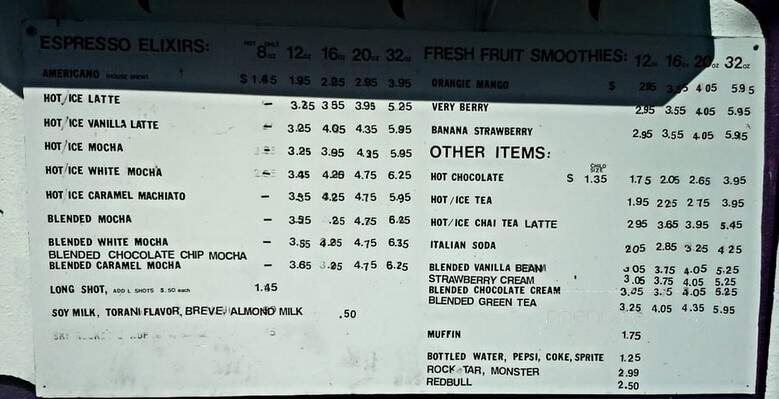 ESPRESSO ELIXIRS: HOT ONLY 8oz 12oz 16oz 20oz 32oz
AMERICANO (HOUSE BREW) $1.65 1.95 2.25 2.95 3.95
HOT/ICE LATTE – 3.25 3.55 3.95 5.25
HOT/ICE VANILLA LATTE – 3.25 4.05 4.35 5.95
HOT/ICE MOCHA 3.25 3.95 4.35 5.95
HOT/ICE WHITE MOCHA 3.45 4.25 4.75 6.25
HOT/ICE CARAMEL MACHIATO – 3.55 4.25 4.75 5.95
BLENDED MOCHA – 3.55 .25 4.75 6.25
BLENDED WHITE MOCHA – 3.55 4.25 4.75 6.35
BLENDED CHOCOLATE CHIP MOCHA
BLENDED CARAMEL MOCHA – 3.65 .25 4.75 6.25
LONG SHOT, ADD L SHOTS $.50 each 1.45
SOY MILK, TORANI FLAVOR, BREVE, ALMOND MILK .50
FRESH FRUIT SMOOTHIES: 12oz 16oz 20oz 32oz
ORANGIE MANGO $ 2.95 4.05 5.95
VERY BERRY 2.95 3.55 4.05 5.95
BANANA STRAWBERRY 2.95 3.55 4.05 5.95
OTHER ITEMS:
CHILD SIZE
HOT CHOCOLATE $ 1.35 1.75 2.05 2.65 3.95
HOT/ICE TEA 1.95 2.25 2.75 3.95
HOT/ICE CHAI TEA LATTE 2.95 3.65 3.95 5.45
ITALIAN SODA 2.05 2.85 3.25 4.25
BLENDED VANILLA BEAN 3.05 3.75 4.05 5.25
STRAWBERRY CREAM 3.05 3.75 4.05 5.25
BLENDED CHOCOLATE CREAM 4.05 5.25
BLENDED GREEN TEA 3.25 4.05 4.35 5.95
MUFFIN 1.75
BOTTLED WATER, PEPSI, COKE, SPRITE 1.25
ROCK TAR, MONSTER 2.99
REDBULL 2.50